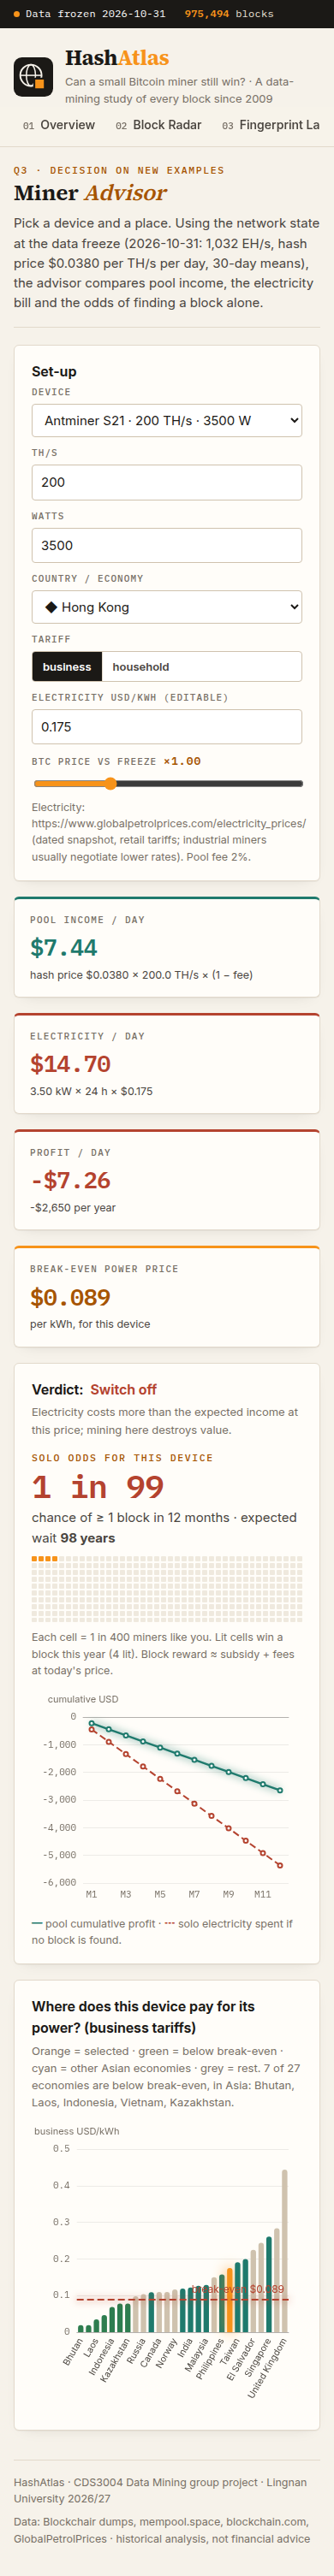 Data frozen 2026-10-31 975,494 blocks
HashAtlas
Can a small Bitcoin miner still win? · A data-
mining study of every block since 2009
01 Overview 02 Block Radar 03 Fingerprint La
Q3 · DECISION ON NEW EXAMPLES
Miner Advisor
Pick a device and a place. Using the network state
at the data freeze (2026-10-31: 1,032 EH/s, hash
price $0.0380 per TH/s per day, 30-day means),
the advisor compares pool income, the electricity
bill and the odds of finding a block alone.
Set-up
DEVICE
Antminer S21 · 200 TH/s · 3500 W
TH/S
200
WATTS
3500
COUNTRY / ECONOMY
◆ Hong Kong
TARIFF
business household
ELECTRICITY USD/KWH (EDITABLE)
0.175
BTC PRICE VS FREEZE ×1.00
Electricity:
https://www.globalpetrolprices.com/electricity_prices/
(dated snapshot, retail tariffs; industrial miners
usually negotiate lower rates). Pool fee 2%.
POOL INCOME / DAY
$7.44
hash price $0.0380 × 200.0 TH/s × (1 − fee)
ELECTRICITY / DAY
$14.70
3.50 kW × 24 h × $0.175
PROFIT / DAY
-$7.26
-$2,650 per year
BREAK-EVEN POWER PRICE
$0.089
per kWh, for this device
Verdict: Switch off
Electricity costs more than the expected income at
this price; mining here destroys value.
SOLO ODDS FOR THIS DEVICE
1 in 99
chance of ≥ 1 block in 12 months · expected
wait 98 years
Each cell = 1 in 400 miners like you. Lit cells win a
block this year (4 lit). Block reward ≈ subsidy + fees
at today's price.
cumulative USD
0
-1,000
-2,000
-3,000
-4,000
-5,000
-6,000
M1 M3 M5 M7 M9 M11
— pool cumulative profit · --- solo electricity spent if
no block is found.
Where does this device pay for its
power? (business tariffs)
Orange = selected · green = below break-even ·
cyan = other Asian economies · grey = rest. 7 of 27
economies are below break-even, in Asia: Bhutan,
Laos, Indonesia, Vietnam, Kazakhstan.
business USD/kWh
0.5
0.4
0.3
0.2
break-even $0.089
0.1
0
Bhutan
Laos
Indonesia
Kazakhstan
Russia
Canada
Norway
India
Malaysia
Philippines
Taiwan
El Salvador
Singapore
United Kingdom
HashAtlas · CDS3004 Data Mining group project · Lingnan
University 2026/27
Data: Blockchair dumps, mempool.space, blockchain.com,
GlobalPetrolPrices · historical analysis, not financial advice